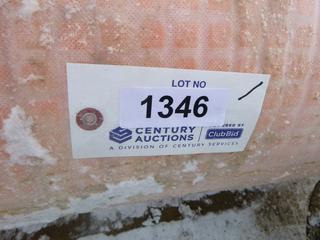 LOT NO
1346
CENTURY
AUCTIONS
ClubBid
A DIVISION OF CENTURY SERVICES